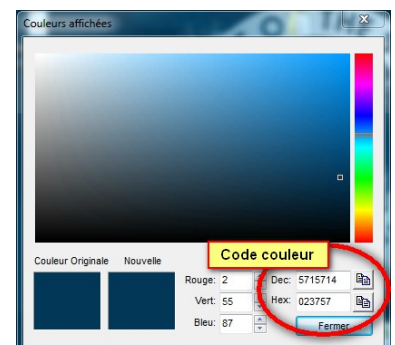 Couleurs affichées
x
Code couleur
Couleur Originale Nouvelle
Rouge: 2 Dec: 5715714
Vert: 55 Hex: 023757
Bleu: 87 Fermer